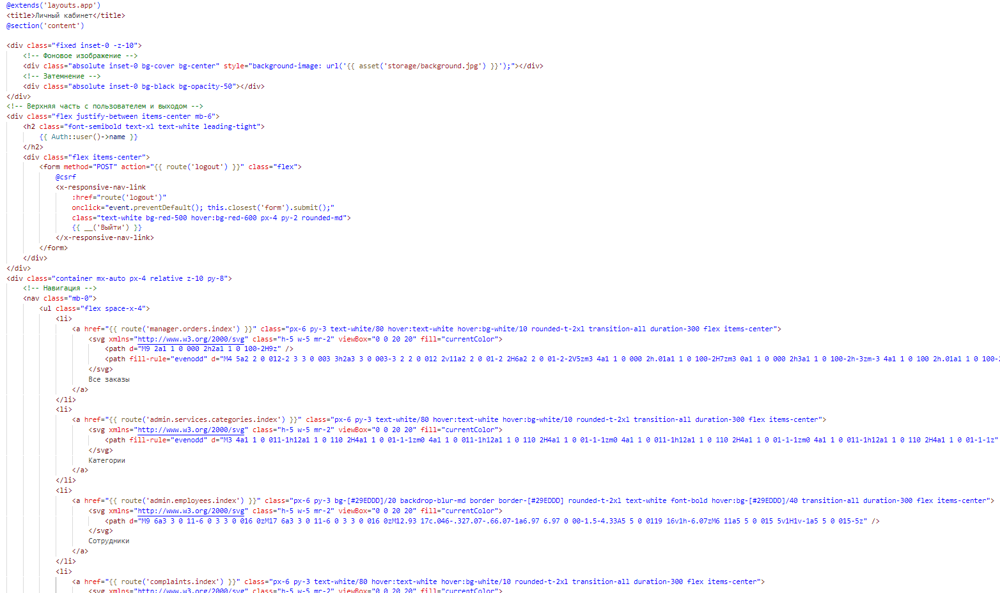 @extends('layouts.app')
<title>Личный кабинет</title>
@section('content')
<div class="fixed inset-0 -z-10">
<!-- Фоновое изображение -->
<div class="absolute inset-0 bg-cover bg-center" style="background-image: url('{{ asset('storage/background.jpg') }}');"></div>
<!-- Затемнение -->
<div class="absolute inset-0 bg-black bg-opacity-50"></div>
</div>
<!-- Верхняя часть с пользователем и выходом -->
<div class="flex justify-between items-center mb-6">
<h2 class="font-semibold text-xl text-white leading-tight">
{{ Auth::user()->name }}
</h2>
<div class="flex items-center">
<form method="POST" action="{{ route('logout') }}" class="flex">
@csrf
<x-responsive-nav-link
:href="route('logout')"
onclick="event.preventDefault(); this.closest('form').submit();"
class="text-white bg-red-500 hover:bg-red-600 px-4 py-2 rounded-md">
{{ __('Выйти') }}
</x-responsive-nav-link>
</form>
</div>
</div>
<div class="container mx-auto px-4 relative z-10 py-8">
<!-- Навигация -->
<nav class="mb-0">
<ul class="flex space-x-4">
<li>
<a href="{{ route('manager.orders.index') }}" class="px-6 py-3 text-white/80 hover:text-white hover:bg-white/10 rounded-t-2xl transition-all duration-300 flex items-center">
<svg xmlns="http://www.w3.org/2000/svg" class="h-5 w-5 mr-2" viewBox="0 0 20 20" fill="currentColor">
<path d="M9 2a1 1 0 000 2h2a1 1 0 100-2H9z" />
<path fill-rule="evenodd" d="M4 5a2 2 0 012-2 3 3 0 003 3h2a3 3 0 003-3 2 2 0 012 2v11a2 2 0 01-2 2H6a2 2 0 01-2-2V5zm3 4a1 1 0 000 2h.01a1 1 0 100-2H7zm3 0a1 1 0 000 2h3a1 1 0 100-2h-3zm-3 4a1 1 0 100 2h.01a1 1 0 100-
</svg>
Все заказы
</a>
</li>
<li>
<a href="{{ route('admin.services.categories.index') }}" class="px-6 py-3 text-white/80 hover:text-white hover:bg-white/10 rounded-t-2xl transition-all duration-300 flex items-center">
<svg xmlns="http://www.w3.org/2000/svg" class="h-5 w-5 mr-2" viewBox="0 0 20 20" fill="currentColor">
<path fill-rule="evenodd" d="M3 4a1 1 0 011-1h12a1 1 0 110 2H4a1 1 0 01-1-1zm0 4a1 1 0 011-1h12a1 1 0 110 2H4a1 1 0 01-1-1zm0 4a1 1 0 011-1h12a1 1 0 110 2H4a1 1 0 01-1-1zm0 4a1 1 0 011-1h12a1 1 0 110 2H4a1 1 0 01-1-1z"
</svg>
Категории
</a>
</li>
<li>
<a href="{{ route('admin.employees.index') }}" class="px-6 py-3 bg-[#29EDDD]/20 backdrop-blur-md border border-[#29EDDD] rounded-t-2xl text-white font-bold hover:bg-[#29EDDD]/40 transition-all duration-300 flex items-center">
<svg xmlns="http://www.w3.org/2000/svg" class="h-5 w-5 mr-2" viewBox="0 0 20 20" fill="currentColor">
<path d="M9 6a3 3 0 11-6 0 3 3 0 016 0zM17 6a3 3 0 11-6 0 3 3 0 016 0zM12.93 17c.046-.327.07-.66.07-1a6.97 6.97 0 00-1.5-4.33A5 5 0 0119 16v1h-6.07zM6 11a5 5 0 015 5v1H1v-1a5 5 0 015-5z" />
</svg>
Сотрудники
</a>
</li>
<li>
<a href="{{ route('complaints.index') }}" class="px-6 py-3 text-white/80 hover:text-white hover:bg-white/10 rounded-t-2xl transition-all duration-300 flex items-center">
<svg xmlns="http://www.w3.org/2000/svg" class="h-5 w-5 mr-2" viewBox="0 0 20 20" fill="currentColor">